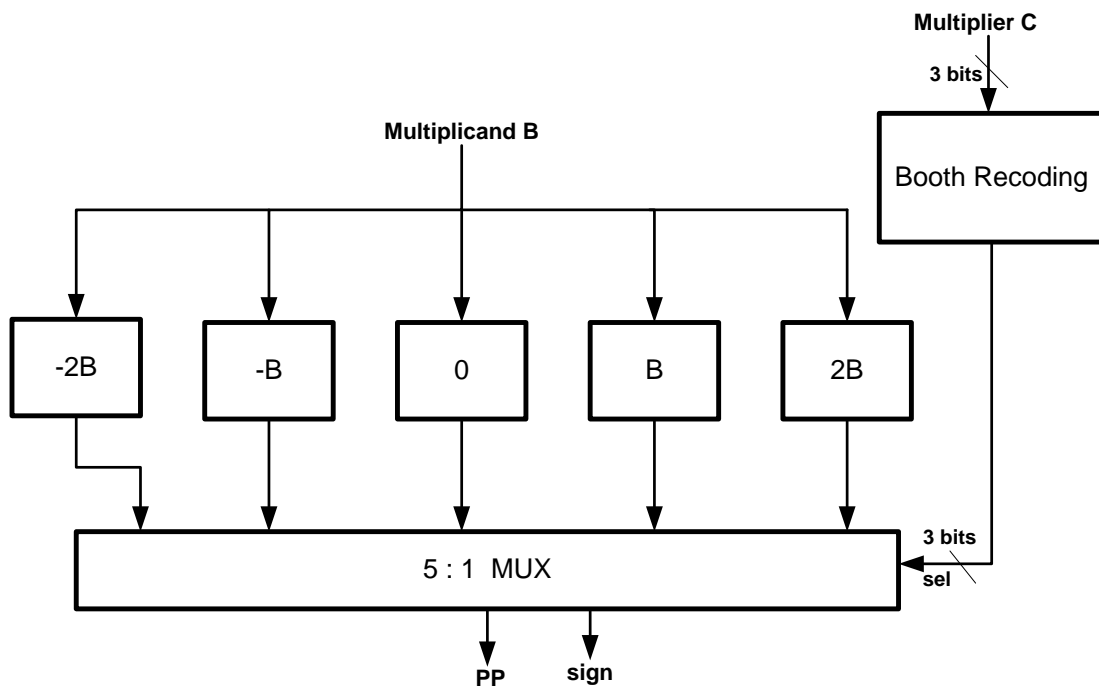 Multiplier C
3 bits
Multiplicand B
Booth Recoding
-2B
-B
0
B
2B
3 bits
5 : 1 MUX
sel
PP
sign